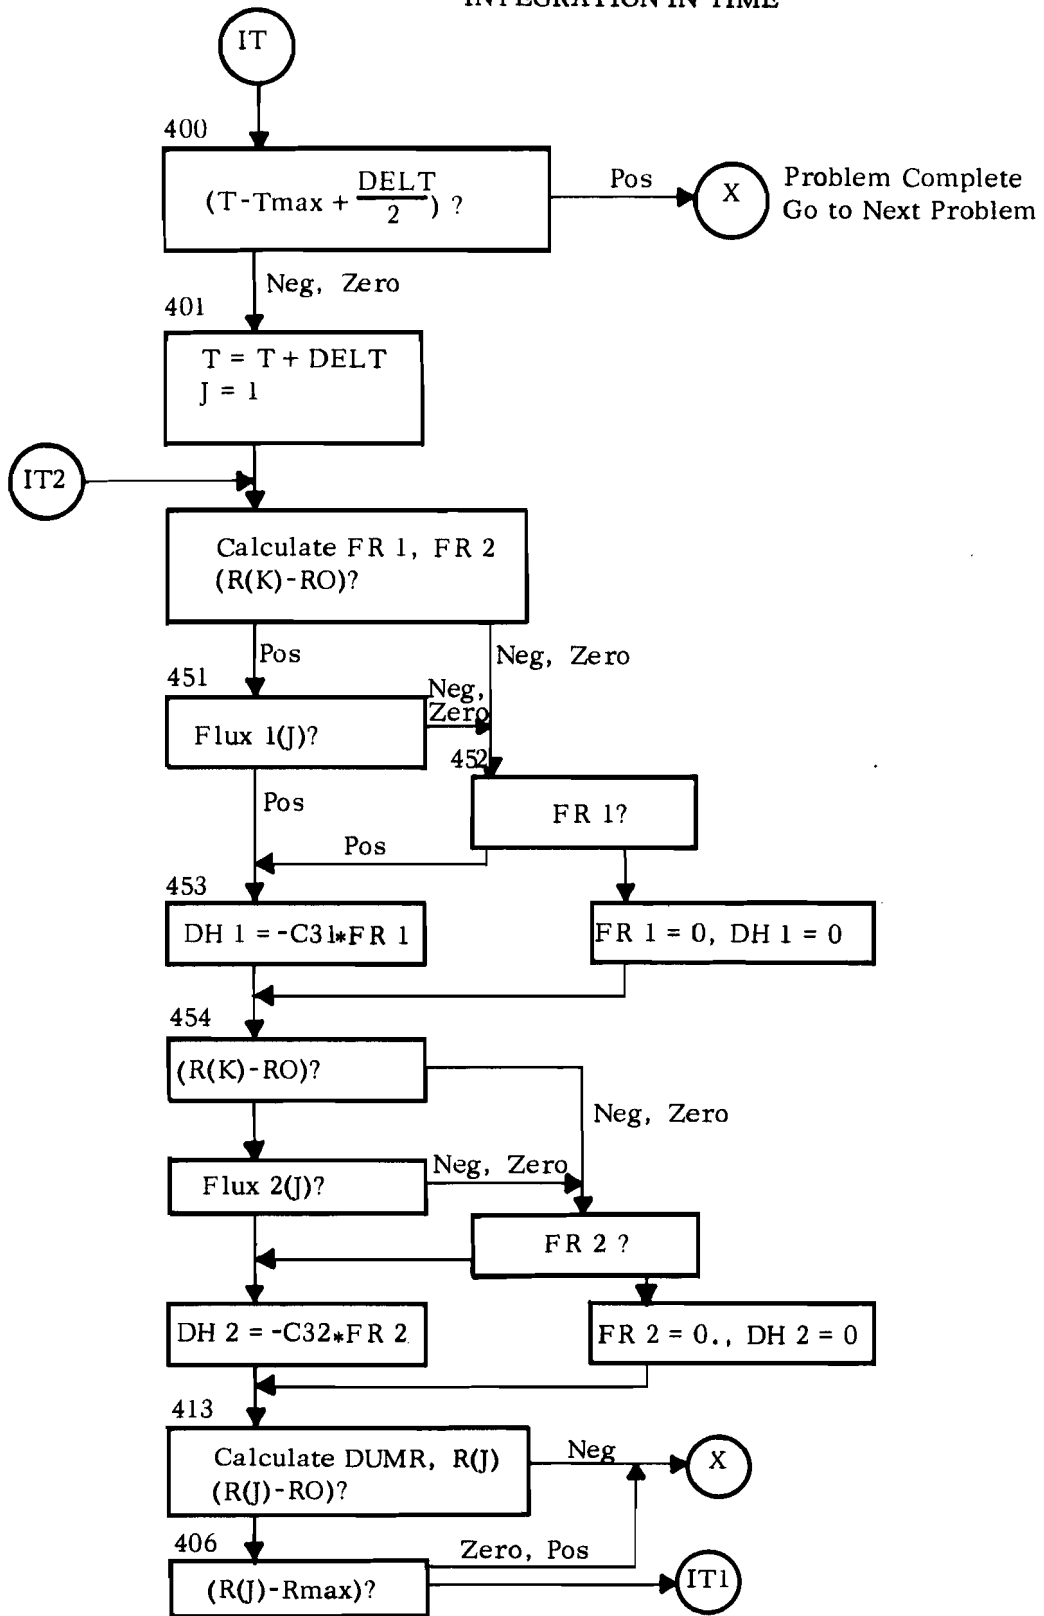 INTEGRATION IN TIME
IT
400
(T-Tmax + DELT/2) ?
Pos
X
Problem Complete
Go to Next Problem
Neg, Zero
401
T = T + DELT
J = 1
IT2
Calculate FR 1, FR 2
(R(K)-RO)?
Pos
Neg, Zero
451
Neg,
Zero
Flux 1(J)?
452
Pos
FR 1?
Pos
453
DH 1 = -C31*FR 1
FR 1 = 0, DH 1 = 0
454
(R(K)-RO)?
Neg, Zero
Flux 2(J)?
Neg, Zero
FR 2 ?
DH 2 = -C32*FR 2
FR 2 = 0., DH 2 = 0
413
Calculate DUMR, R(J)
(R(J)-RO)?
Neg
X
406
Zero, Pos
(R(J)-Rmax)?
IT1